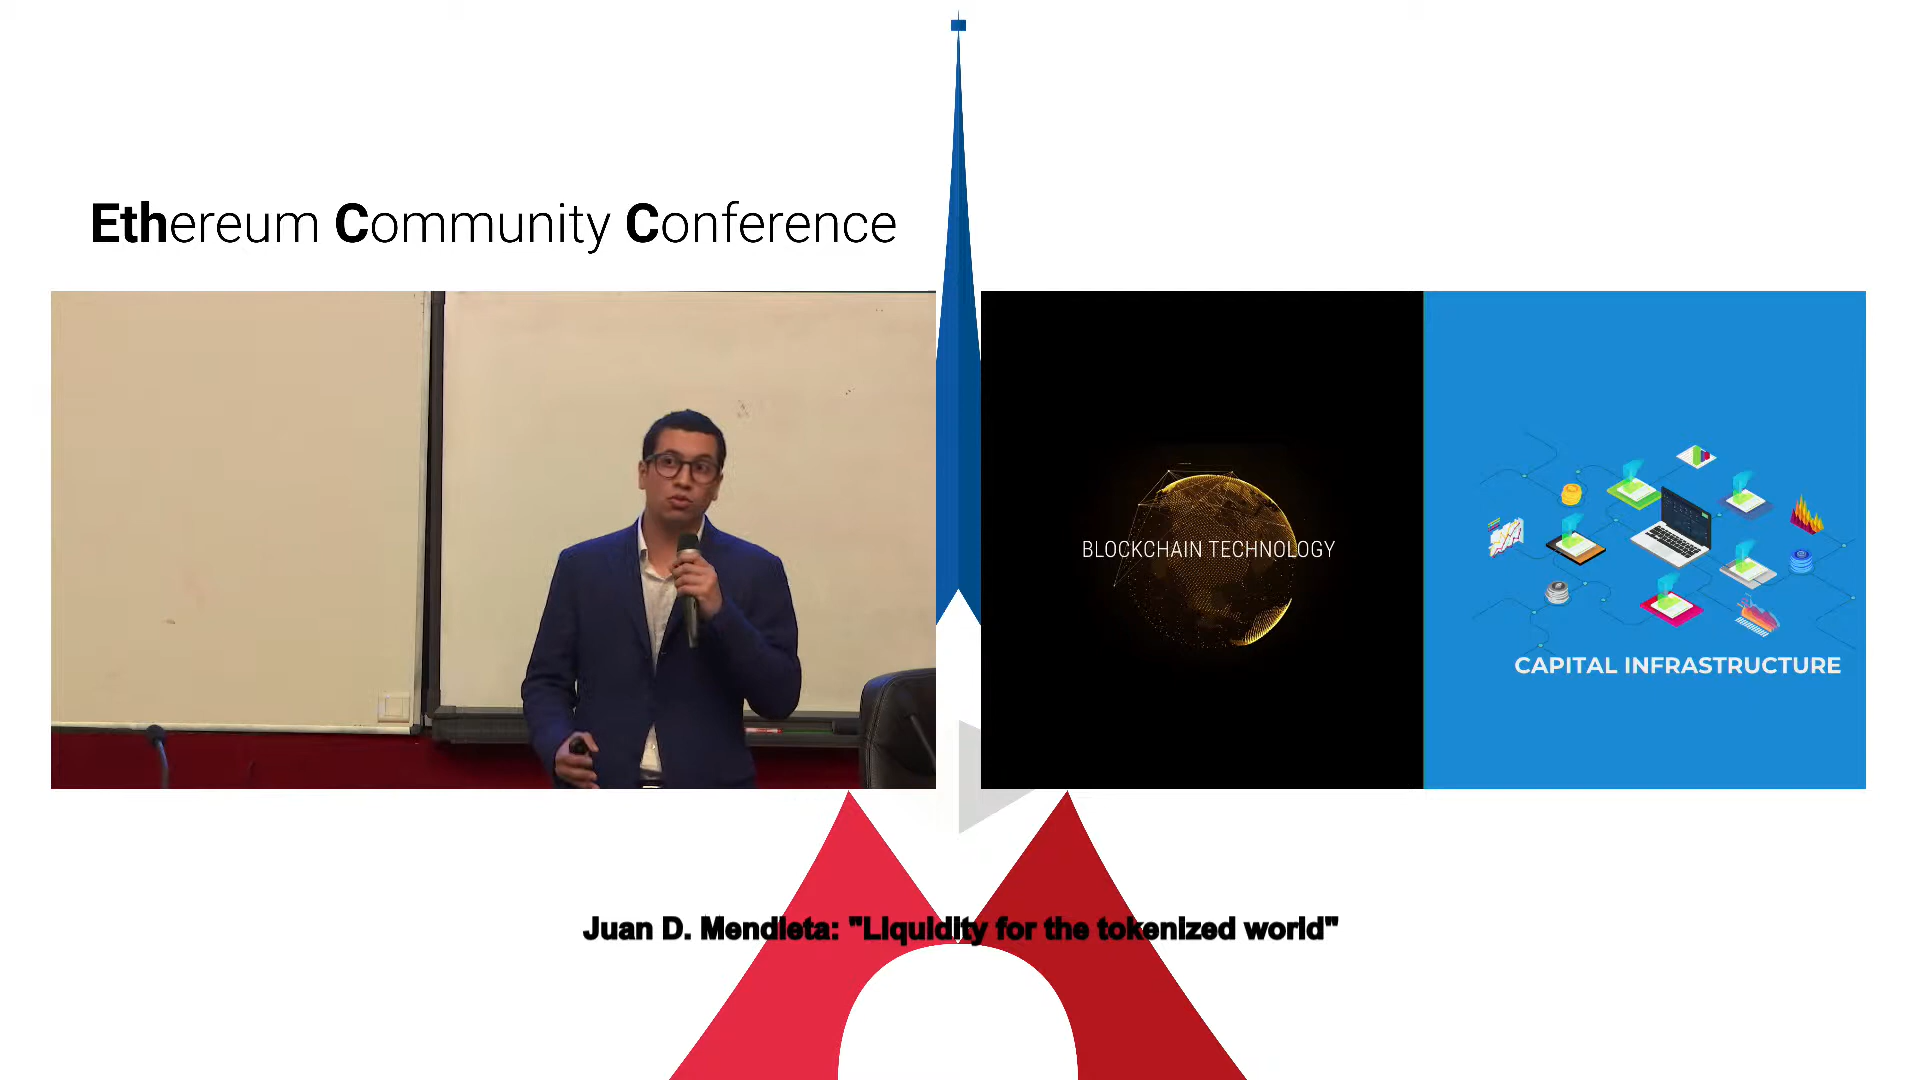 Ethereum Community Conference
BLOCKCHAIN TECHNOLOGY
CAPITAL INFRASTRUCTURE
Juan D. Mendieta: "Liquidity for the tokenized world"